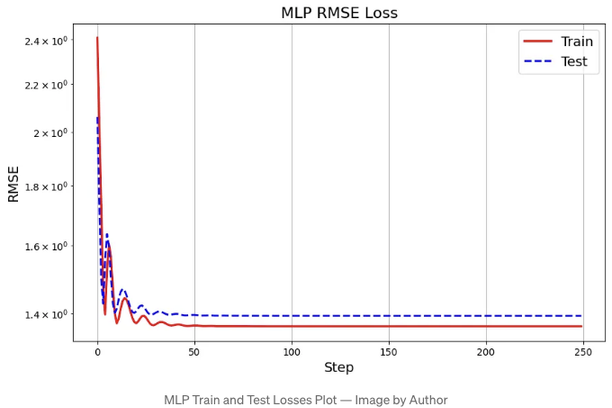 MLP RMSE Loss
2.4 × 10⁰
2.2 × 10⁰
2 × 10⁰
1.8 × 10⁰
1.6 × 10⁰
1.4 × 10⁰
RMSE
Train
Test
0 50 100 150 200 250
Step
MLP Train and Test Losses Plot — Image by Author